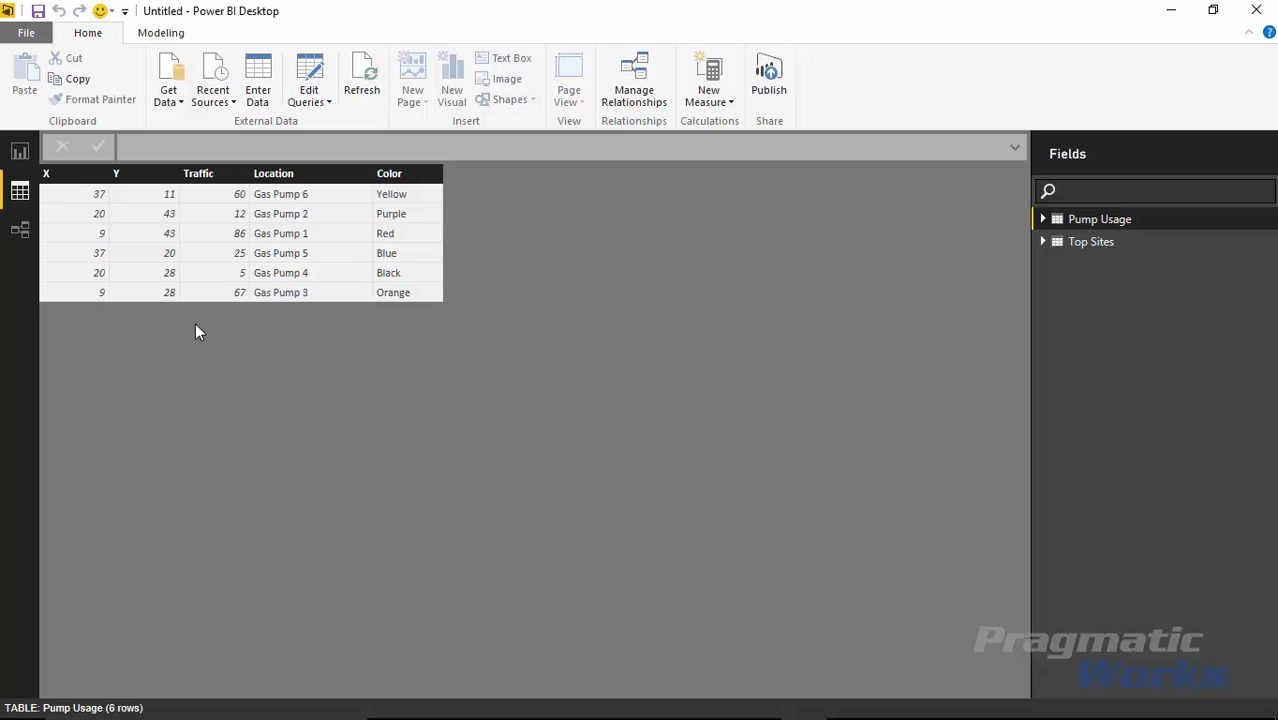 Untitled - Power BI Desktop
File Home Modeling
Paste
Cut
Copy
Format Painter
Get Data
Recent Sources
Enter Data
Edit Queries
Refresh
New Page
New Visual
Text Box
Image
Shapes
Page View
Manage Relationships
New Measure
Publish
Clipboard External Data Insert View Relationships Calculations Share
X Y Traffic Location Color
37 11 60 Gas Pump 6 Yellow
20 43 12 Gas Pump 2 Purple
9 43 86 Gas Pump 1 Red
37 20 25 Gas Pump 5 Blue
20 28 5 Gas Pump 4 Black
9 28 67 Gas Pump 3 Orange
Fields
Pump Usage
Top Sites
Pragmatic
Works
TABLE: Pump Usage (6 rows)